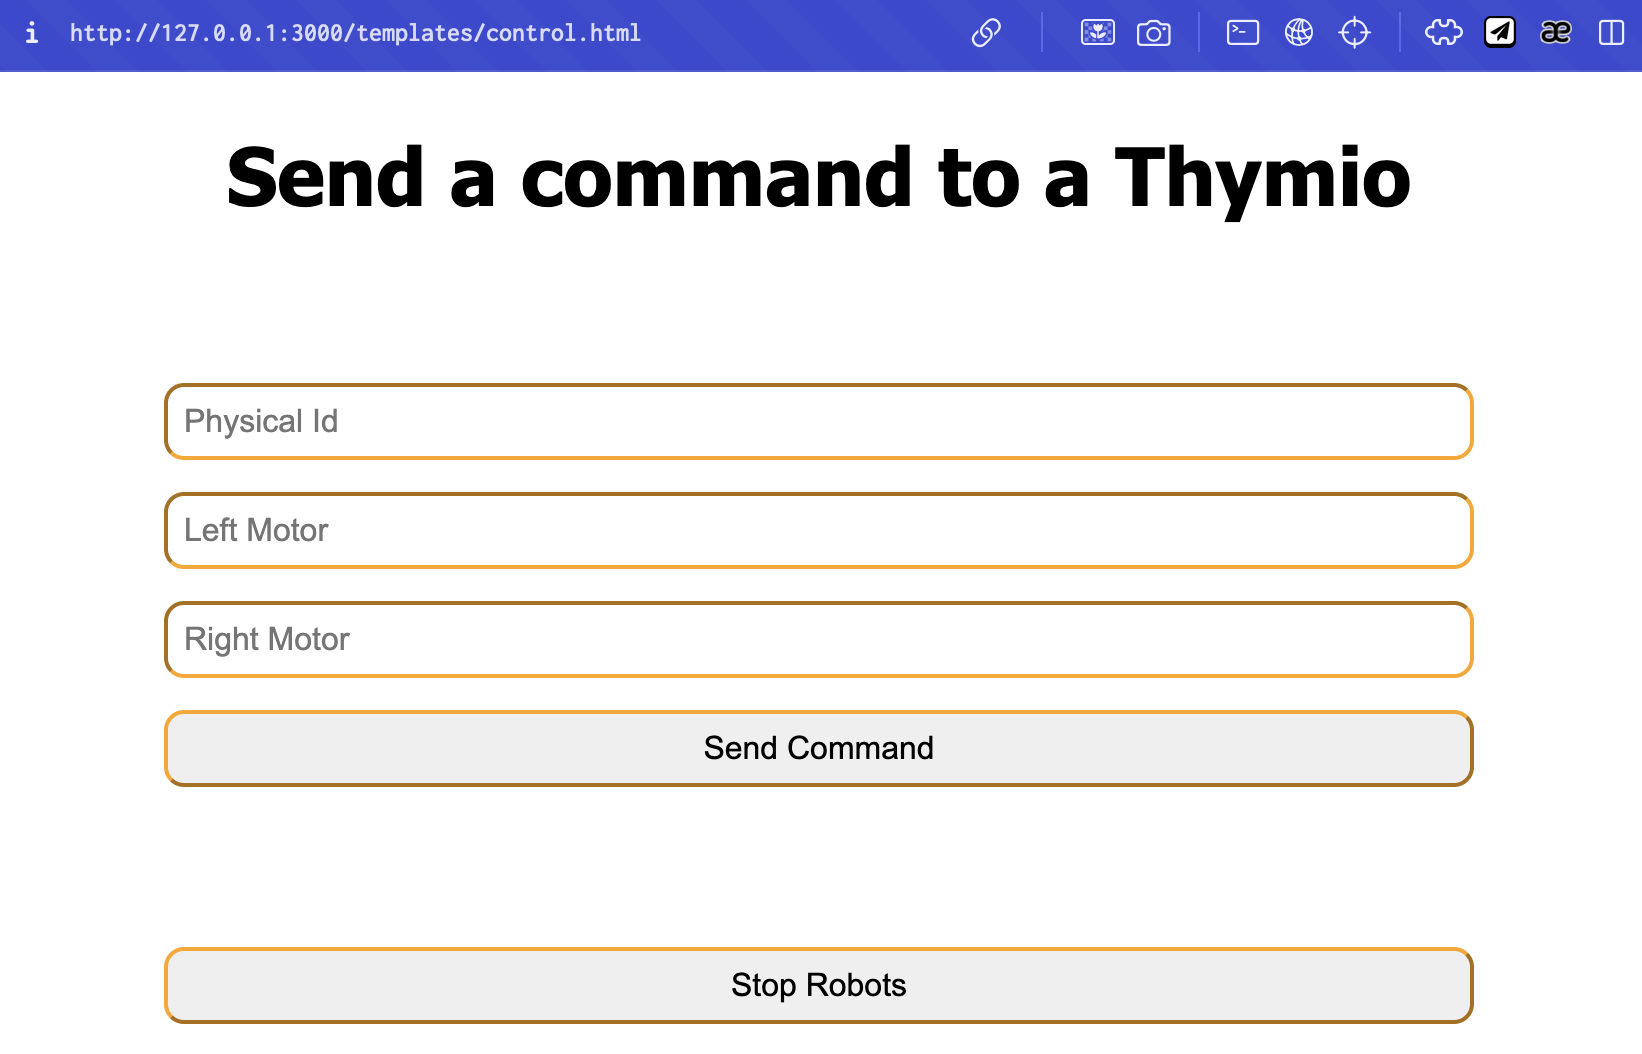 i http://127.0.0.1:3000/templates/control.html æ
Send a command to a Thymio
Physical Id
Left Motor
Right Motor
Send Command
Stop Robots